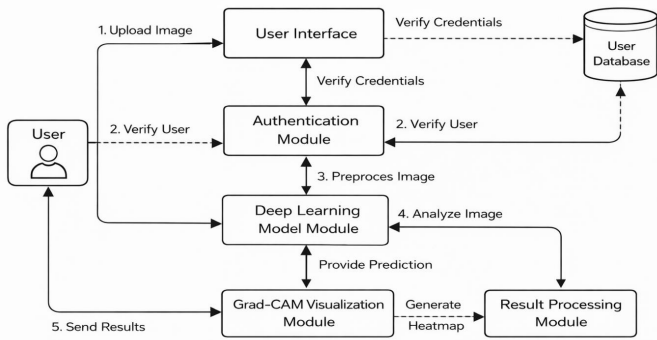 1. Upload Image
User Interface
Verify Credentials
User
Database
Verify Credentials
User
2. Verify User
Authentication
Module
2. Verify User
3. Preproces Image
Deep Learning
Model Module
4. Analyze Image
Provide Prediction
Grad-CAM Visualization
Module
Generate
Heatmap
Result Processing
Module
5. Send Results